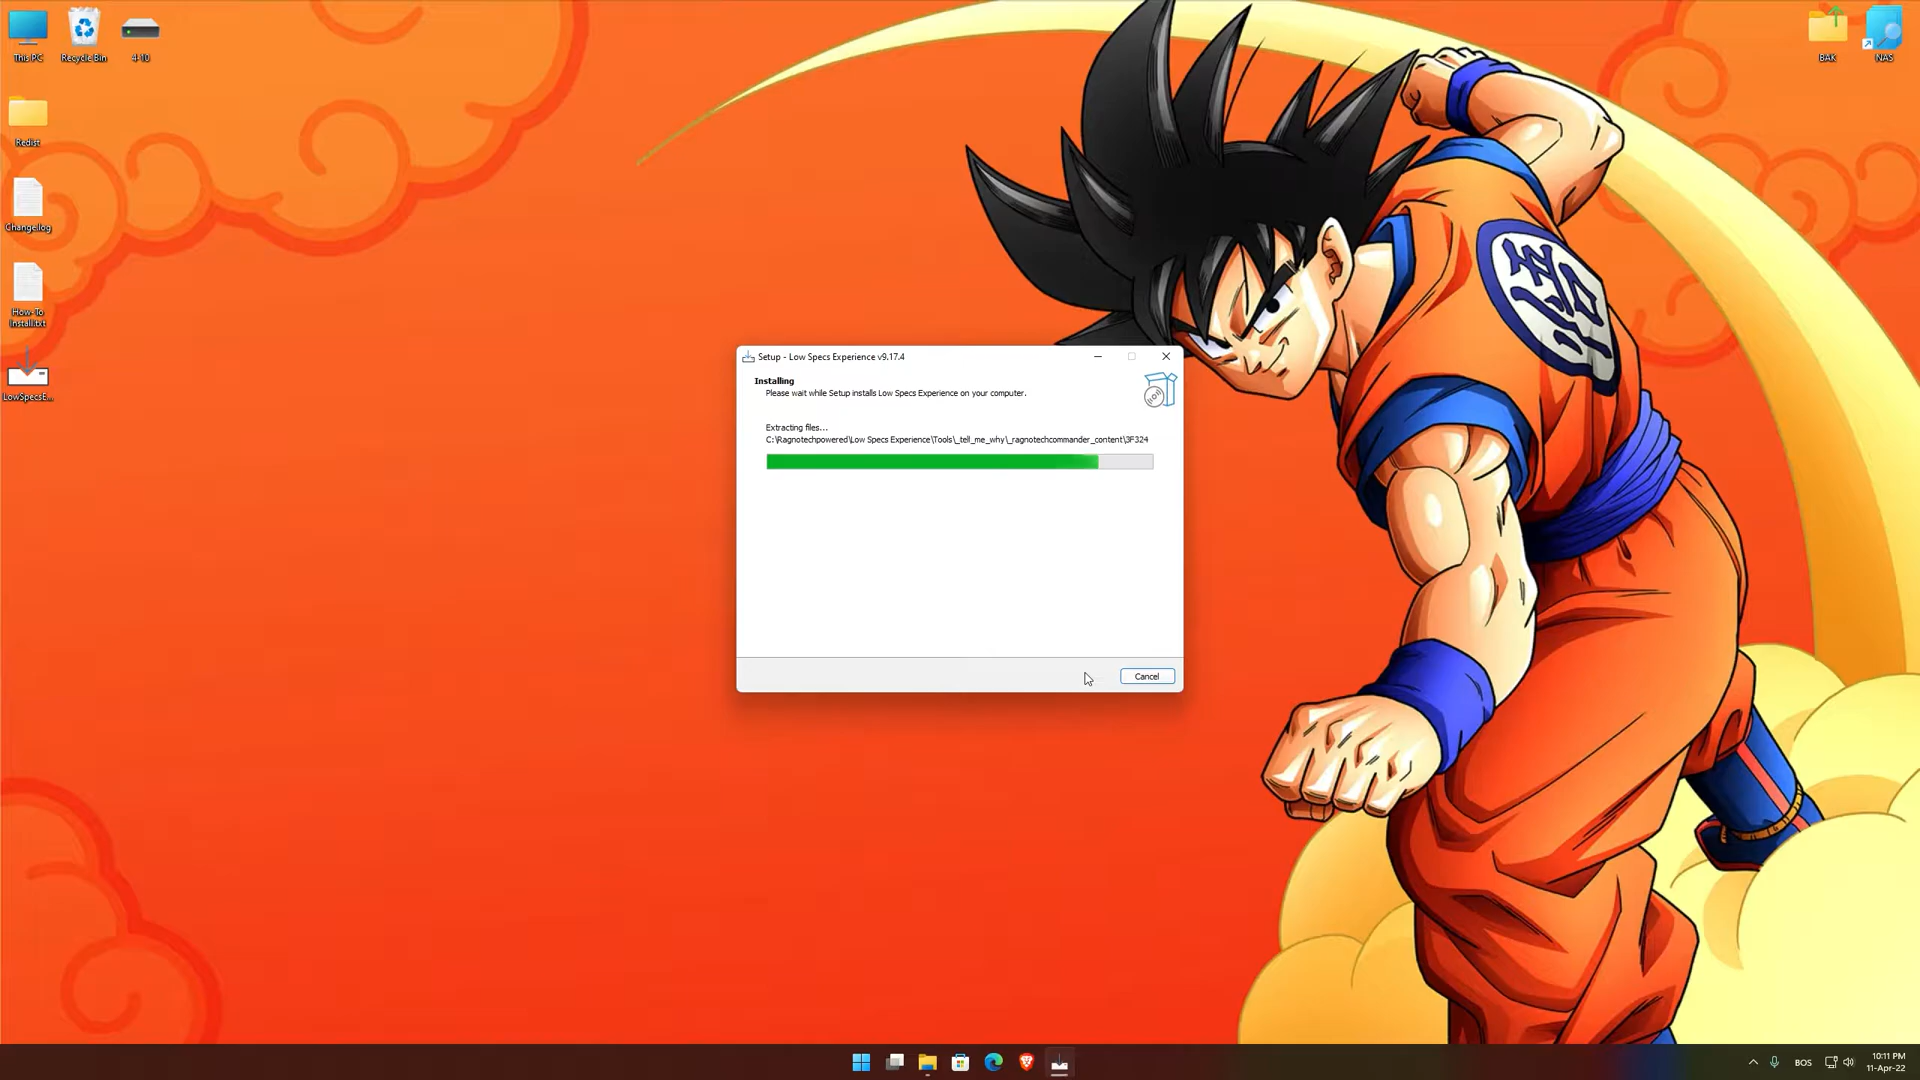 This PC
Recycle Bin
4-10
BAK
NAS
Redist
Changellog
How-To
Install.txt
LowSpecsE...
Setup - Low Specs Experience v9.17.4
Installing
Please wait while Setup installs Low Specs Experience on your computer.
Extracting files...
C:\Ragnotechpowered\Low Specs Experience\Tools\_tell_me_why\_ragnotechcommander_content\3F324
Cancel
BOS
10:11 PM
11-Apr-22